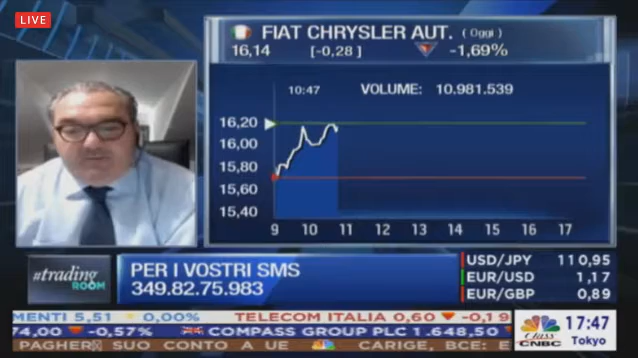 LIVE
FIAT CHRYSLER AUT. (Oggi)
16,14 [-0,28] -1,69%
10:47 VOLUME: 10.981.539
16,20
16,00
15,80
15,60
15,40
9 10 11 12 13 14 15 16 17
#trading
ROOM
PER I VOSTRI SMS
349.82.75.983
USD/JPY 110,95
EUR/USD 1,17
EUR/GBP 0,89
MENTI 5,51 0,00% TELECOM ITALIA 0,60 -0,19
74,00 -0,57% COMPASS GROUP PLC 1.648,50
PAGHERÒ SUO CONTO A UE CARIGE, BCE: E
Class
CNBC
17:47
Tokyo